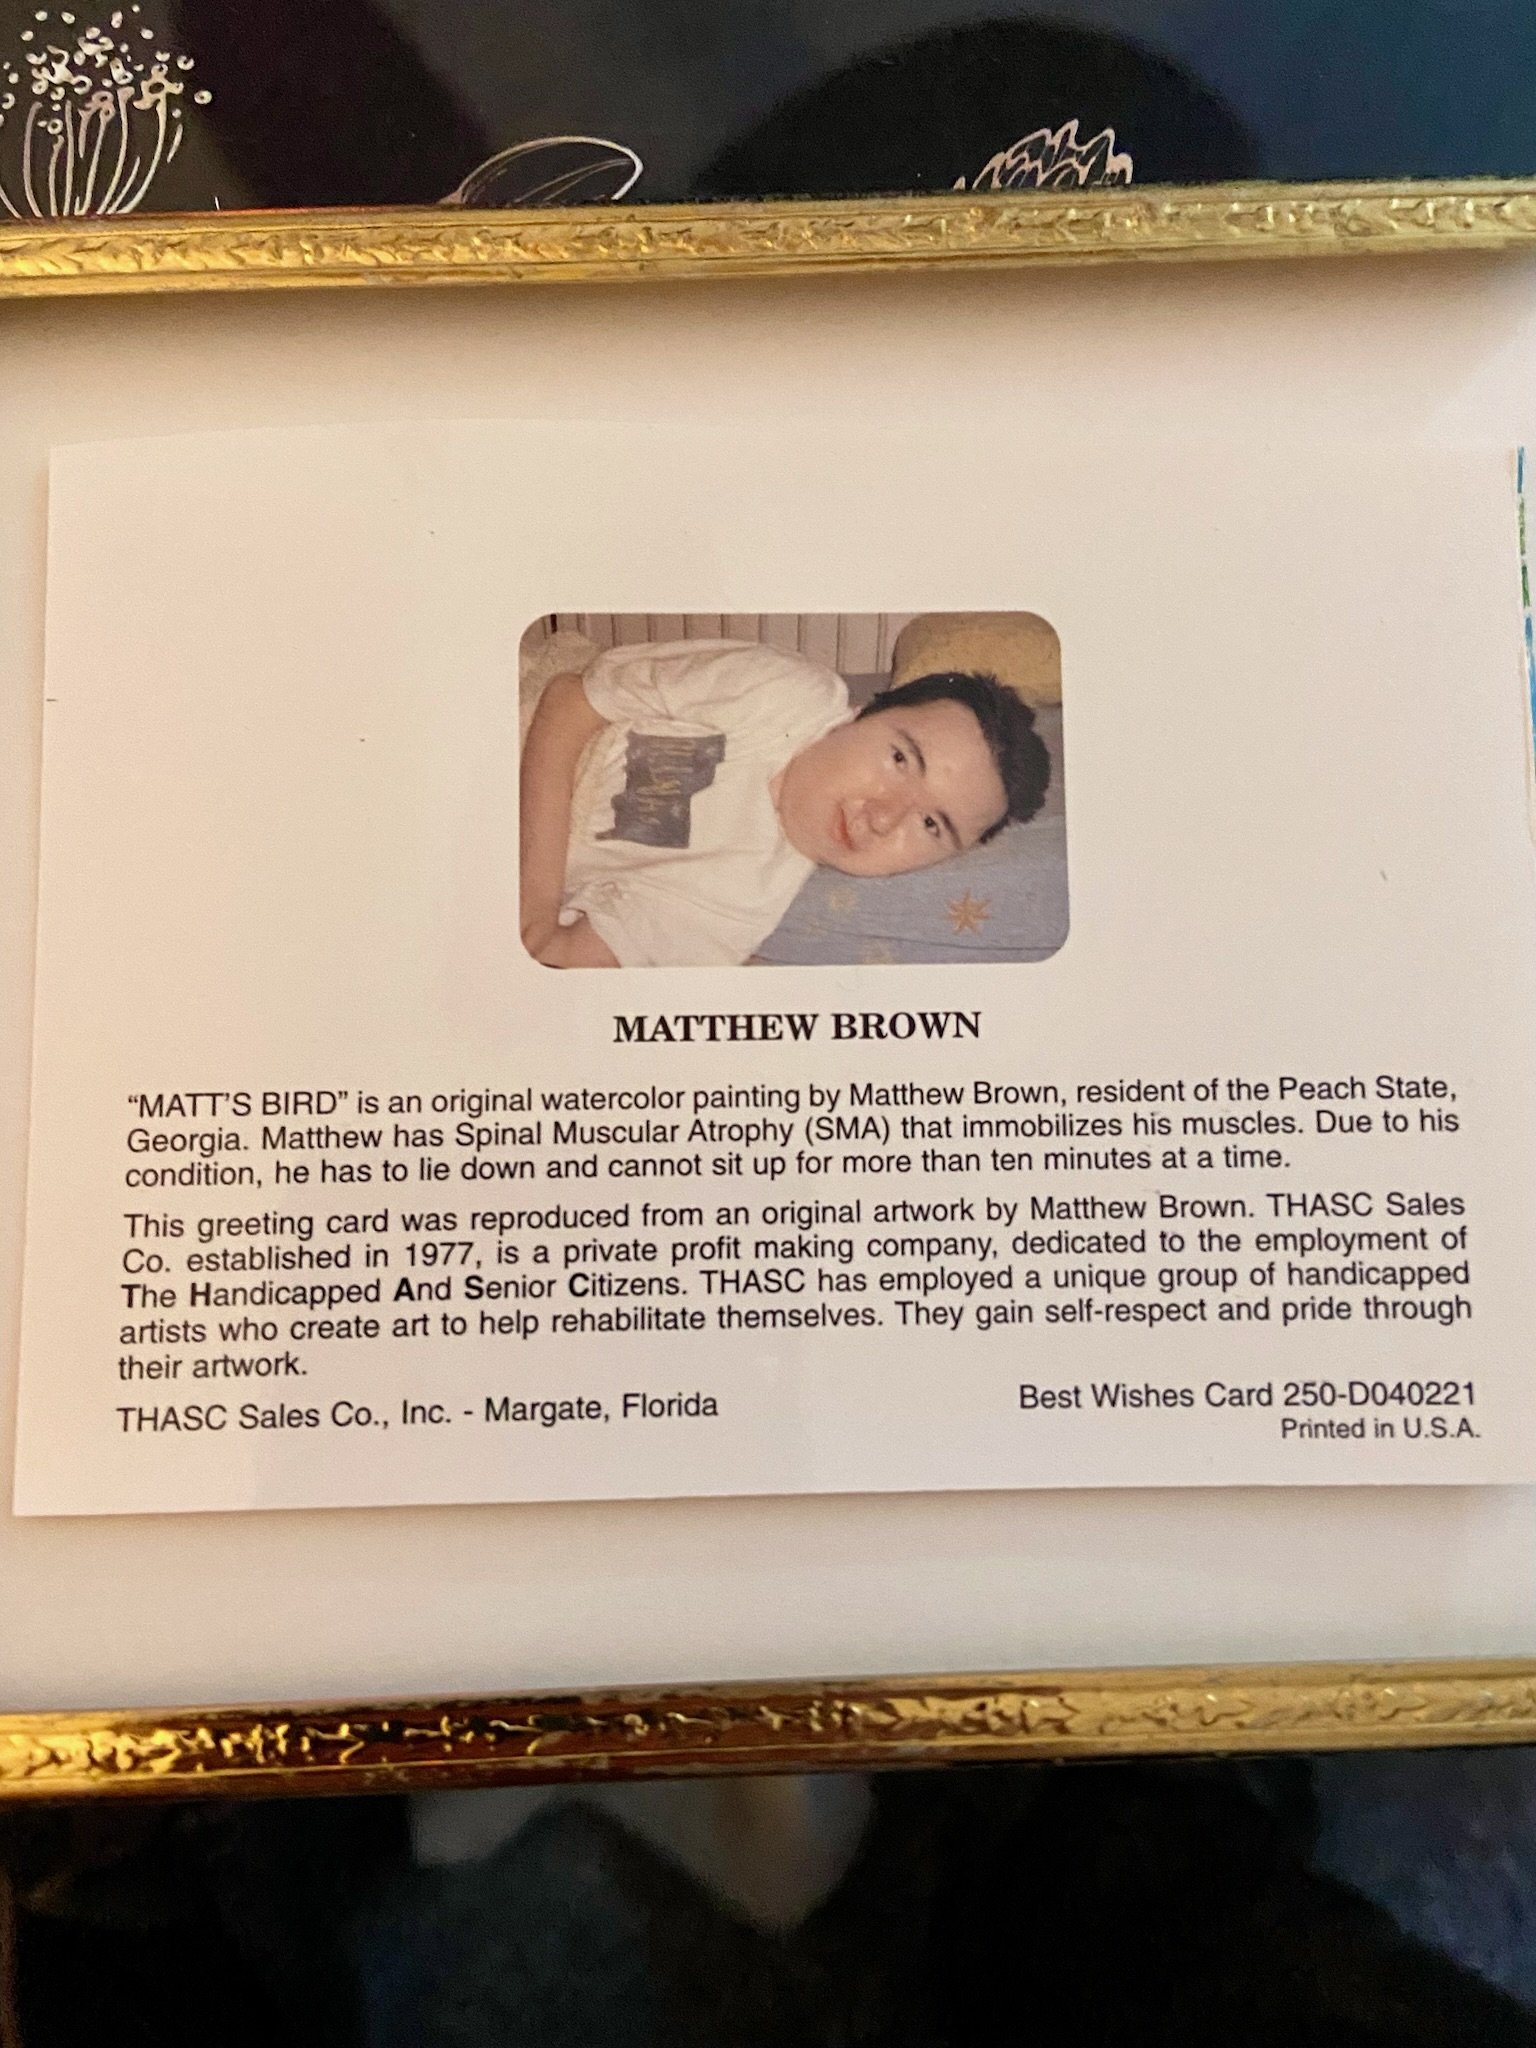 MATTHEW BROWN
“MATT’S BIRD” is an original watercolor painting by Matthew Brown, resident of the Peach State,
Georgia. Matthew has Spinal Muscular Atrophy (SMA) that immobilizes his muscles. Due to his
condition, he has to lie down and cannot sit up for more than ten minutes at a time.
This greeting card was reproduced from an original artwork by Matthew Brown. THASC Sales
Co. established in 1977, is a private profit making company, dedicated to the employment of
The Handicapped And Senior Citizens. THASC has employed a unique group of handicapped
artists who create art to help rehabilitate themselves. They gain self-respect and pride through
their artwork.
THASC Sales Co., Inc. - Margate, Florida
Best Wishes Card 250-D040221
Printed in U.S.A.